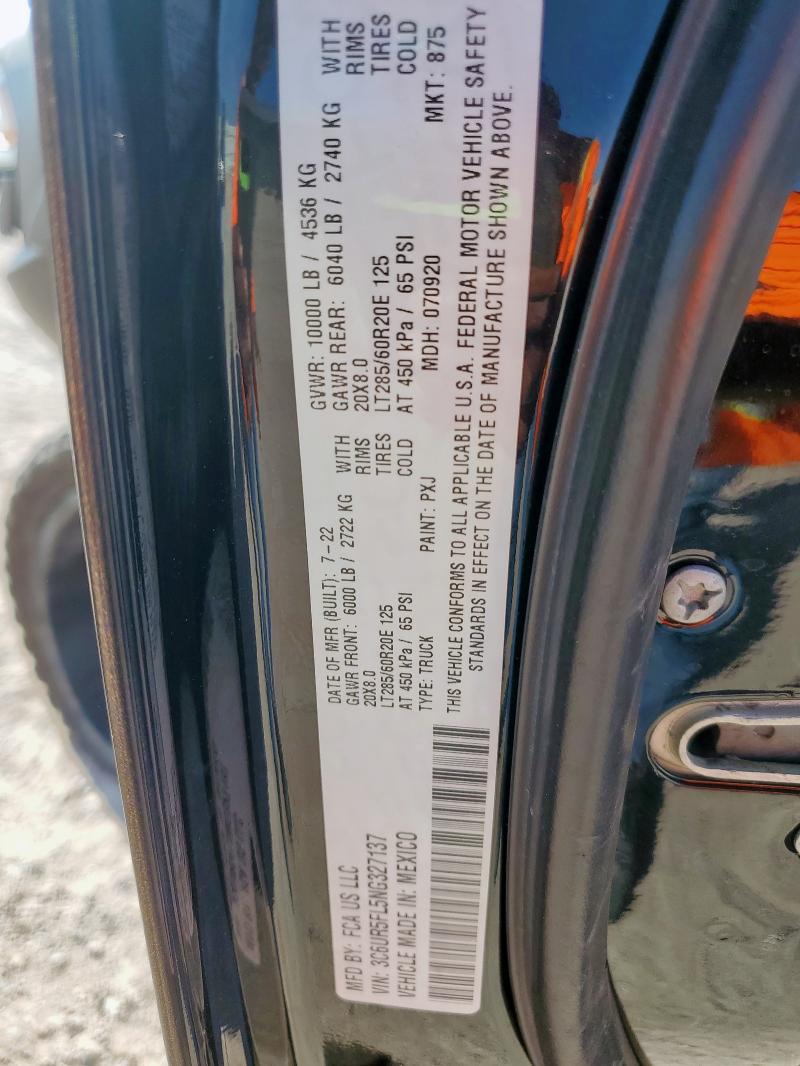 MFD BY: FCA US LLC
VIN: 3C6UR5FL5NG327137
VEHICLE MADE IN: MEXICO
DATE OF MFR (BUILT): 7-22
GAWR FRONT: 6000 LB / 2722 KG WITH
20X8.0 RIMS
LT285/60R20E 125 TIRES
AT 450 kPa / 65 PSI COLD
GVWR: 10000 LB / 4536 KG
GAWR REAR: 6040 LB / 2740 KG WITH
20X8.0 RIMS
LT285/60R20E 125 TIRES
AT 450 kPa / 65 PSI COLD
TYPE: TRUCK PAINT: PXJ MDH: 070920 MKT: 875
THIS VEHICLE CONFORMS TO ALL APPLICABLE U.S.A. FEDERAL MOTOR VEHICLE SAFETY
STANDARDS IN EFFECT ON THE DATE OF MANUFACTURE SHOWN ABOVE.